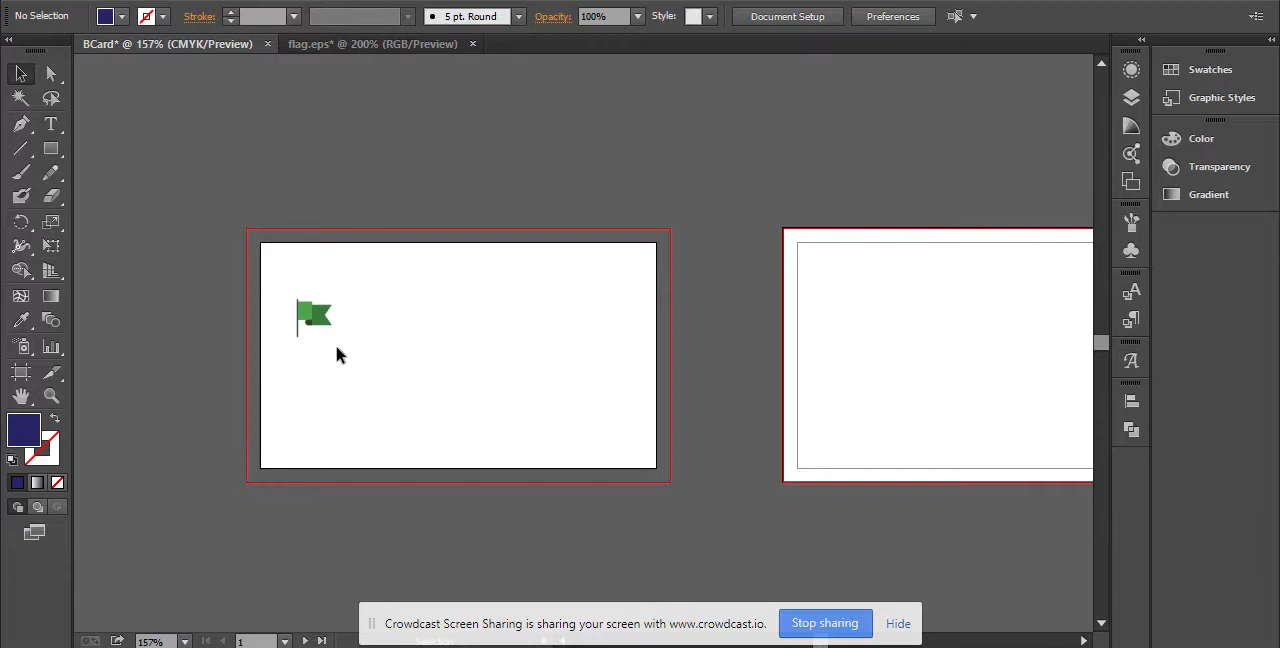 No Selection
Stroke:
5 pt. Round
Opacity:
100%
Style:
Document Setup
Preferences
BCard* @ 157% (CMYK/Preview)
flag.eps* @ 200% (RGB/Preview)
Swatches
Graphic Styles
Color
Transparency
Gradient
Crowdcast Screen Sharing is sharing your screen with www.crowdcast.io.
Stop sharing
Hide
157%
1
Selection